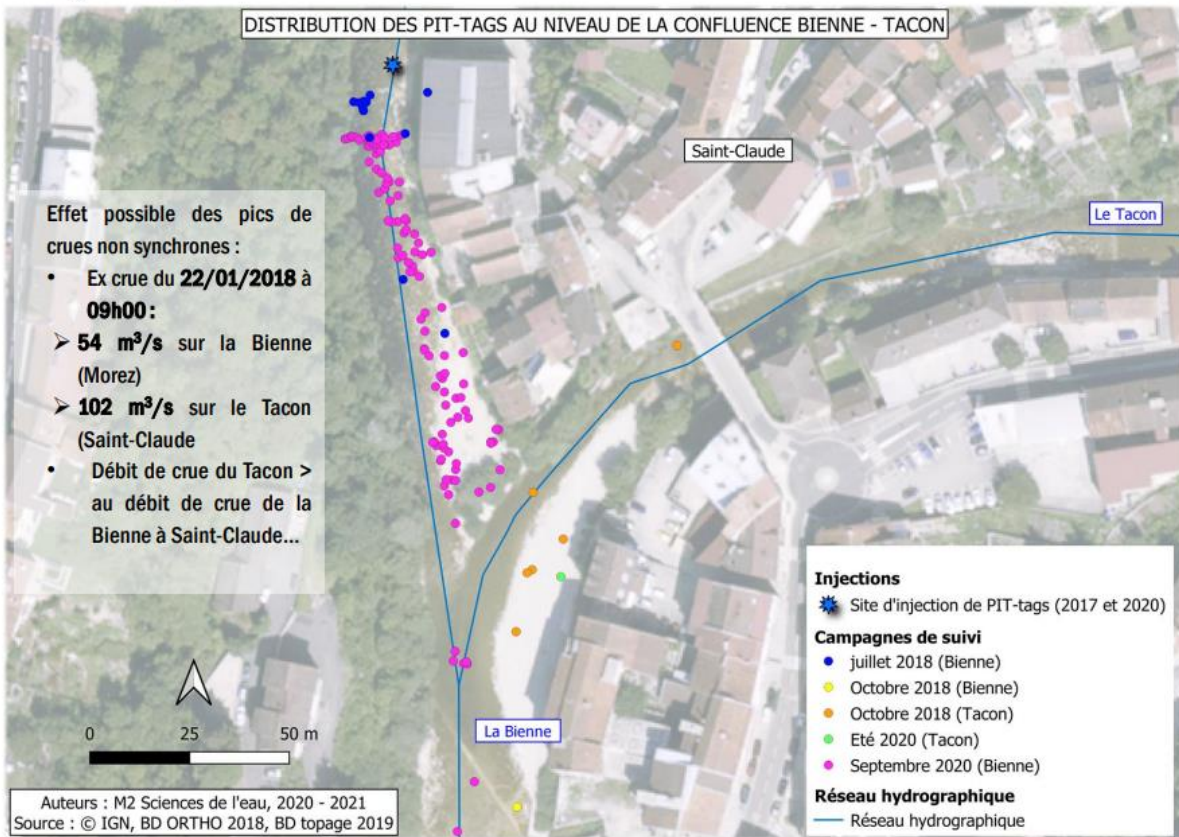 DISTRIBUTION DES PIT-TAGS AU NIVEAU DE LA CONFLUENCE BIENNE - TACON
Saint-Claude
Le Tacon
Effet possible des pics de
crues non synchrones :
• Ex crue du 22/01/2018 à
09h00 :
➢ 54 m³/s sur la Bienne
(Morez)
➢ 102 m³/s sur le Tacon
(Saint-Claude
• Débit de crue du Tacon >
au débit de crue de la
Bienne à Saint-Claude...
La Bienne
0 25 50 m
Auteurs : M2 Sciences de l'eau, 2020 - 2021
Source : © IGN, BD ORTHO 2018, BD topage 2019
Injections
Site d'injection de PIT-tags (2017 et 2020)
Campagnes de suivi
juillet 2018 (Bienne)
Octobre 2018 (Bienne)
Octobre 2018 (Tacon)
Eté 2020 (Tacon)
Septembre 2020 (Bienne)
Réseau hydrographique
Réseau hydrographique